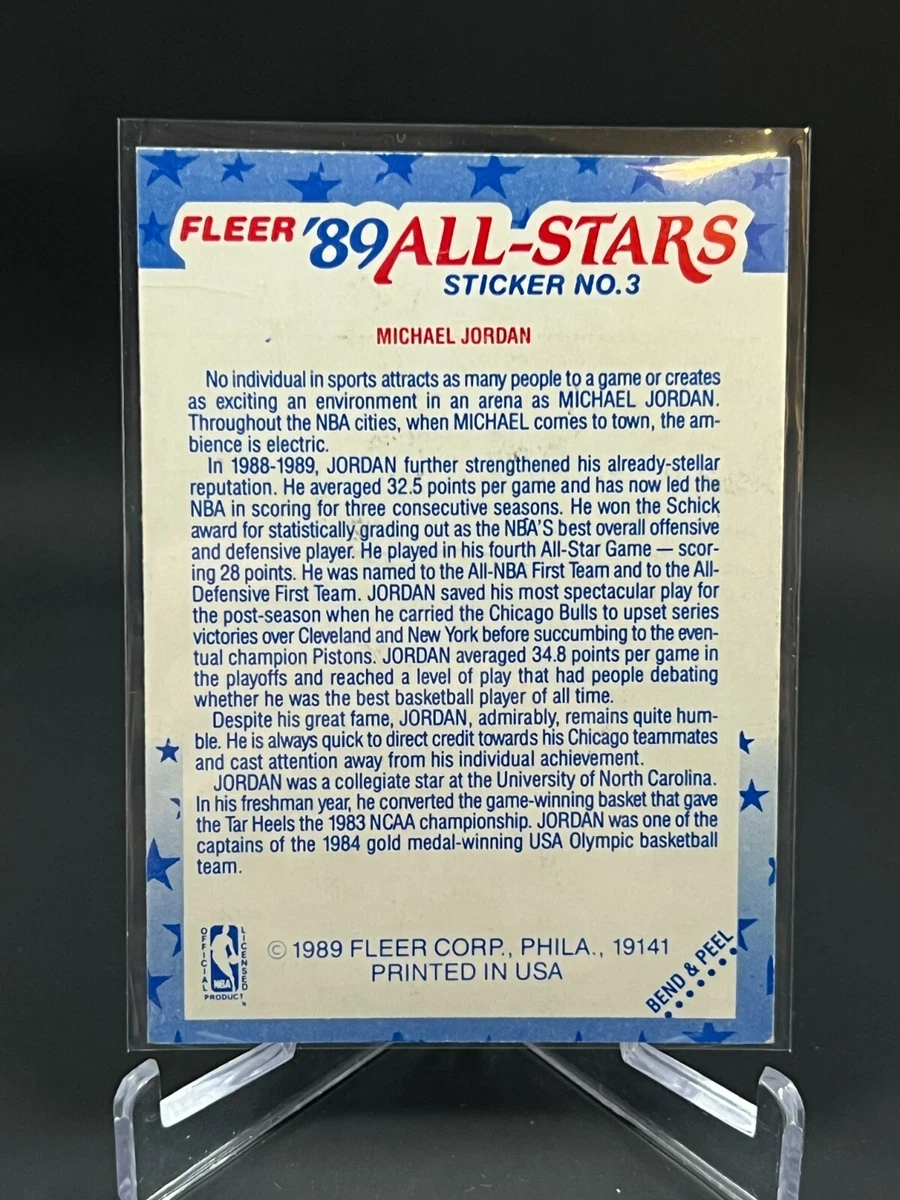 FLEER '89 ALL-STARS
STICKER NO.3
MICHAEL JORDAN
No individual in sports attracts as many people to a game or creates
as exciting an environment in an arena as MICHAEL JORDAN.
Throughout the NBA cities, when MICHAEL comes to town, the am-
bience is electric.
In 1988-1989, JORDAN further strengthened his already-stellar
reputation. He averaged 32.5 points per game and has now led the
NBA in scoring for three consecutive seasons. He won the Schick
award for statistically grading out as the NBA'S best overall offensive
and defensive player. He played in his fourth All-Star Game — scor-
ing 28 points. He was named to the All-NBA First Team and to the All-
Defensive First Team. JORDAN saved his most spectacular play for
the post-season when he carried the Chicago Bulls to upset series
victories over Cleveland and New York before succumbing to the even-
tual champion Pistons. JORDAN averaged 34.8 points per game in
the playoffs and reached a level of play that had people debating
whether he was the best basketball player of all time.
Despite his great fame, JORDAN, admirably, remains quite hum-
ble. He is always quick to direct credit towards his Chicago teammates
and cast attention away from his individual achievement.
JORDAN was a collegiate star at the University of North Carolina.
In his freshman year, he converted the game-winning basket that gave
the Tar Heels the 1983 NCAA championship. JORDAN was one of the
captains of the 1984 gold medal-winning USA Olympic basketball
team.
OFFICIAL LICENSED
NBA
PRODUCT
© 1989 FLEER CORP., PHILA., 19141
PRINTED IN USA
BEND & PEEL